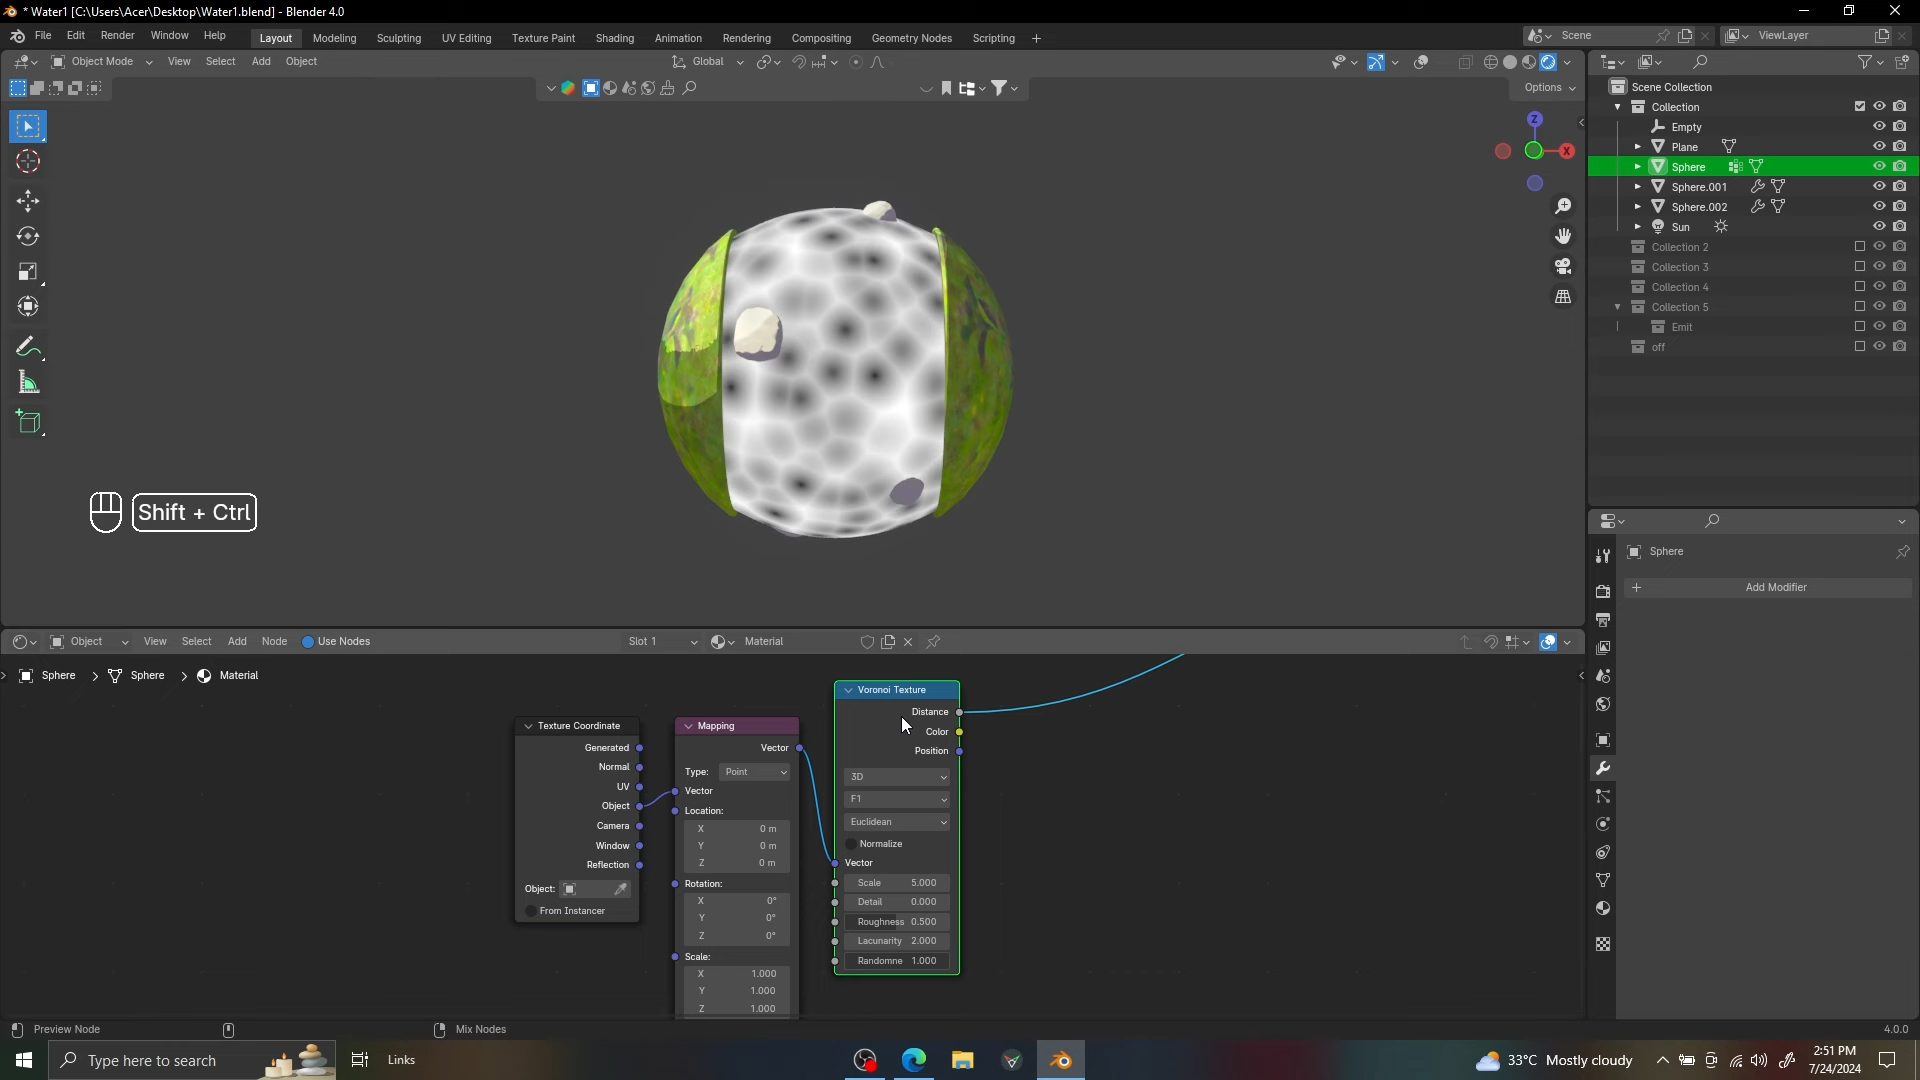 * Water1 [C:\Users\Acer\Desktop\Water1.blend] - Blender 4.0
File Edit Render Window Help Layout Modeling Sculpting UV Editing Texture Paint Shading Animation Rendering Compositing Geometry Nodes Scripting + Scene ViewLayer
Object Mode View Select Add Object Global
Options
Scene Collection
Collection
Empty
Plane
Sphere
Sphere.001
Sphere.002
Sun
Collection 2
Collection 3
Collection 4
Collection 5
Emit
off
Z
X
Shift + Ctrl
Sphere
Add Modifier
Object View Select Add Node Use Nodes Slot 1 Material
Sphere > Sphere > Material
Texture Coordinate
Generated
Normal
UV
Object
Camera
Window
Reflection
Object:
From Instancer
Mapping
Vector
Type: Point
Vector
Location:
X 0 m
Y 0 m
Z 0 m
Rotation:
X 0°
Y 0°
Z 0°
Scale:
X 1.000
Y 1.000
Z 1.000
Voronoi Texture
Distance
Color
Position
3D
F1
Euclidean
Normalize
Vector
Scale 5.000
Detail 0.000
Roughness 0.500
Lacunarity 2.000
Randomne 1.000
Preview Node Mix Nodes 4.0.0
Type here to search Links 33°C Mostly cloudy 2:51 PM
7/24/2024